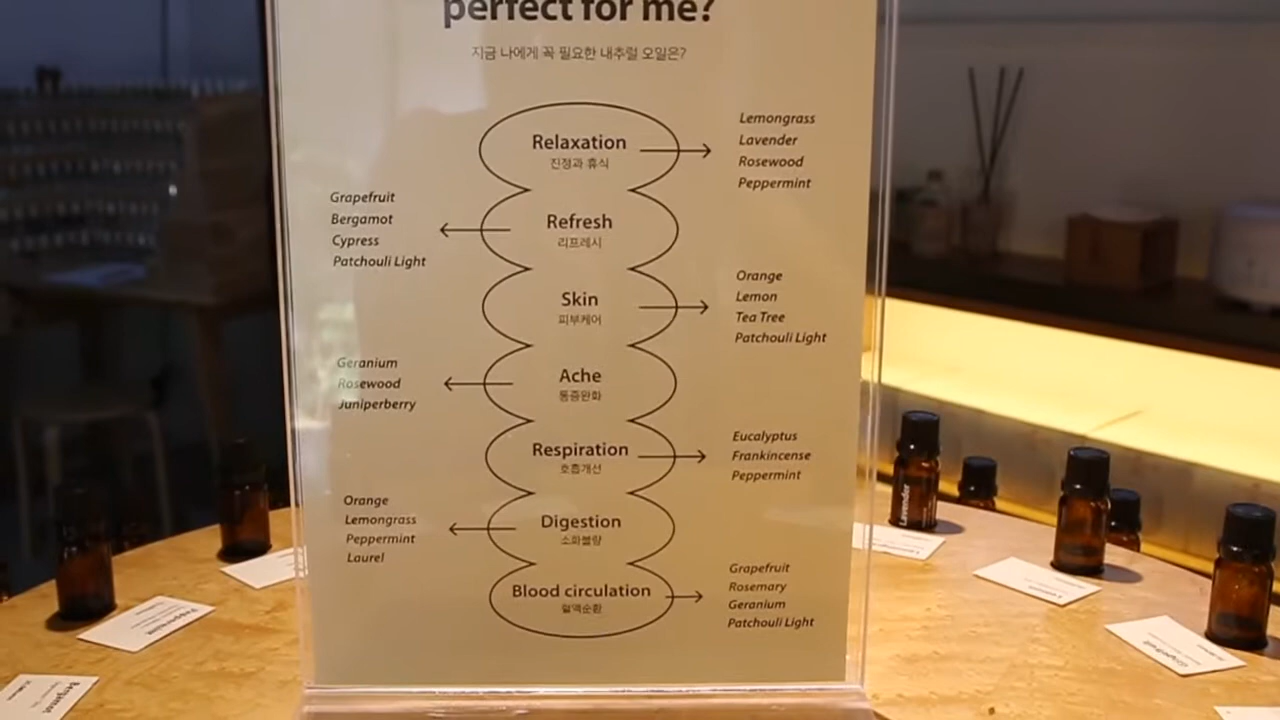 perfect for me?
지금 나에게 꼭 필요한 내추럴 오일은?
Relaxation
진정과 휴식
Lemongrass
Lavender
Rosewood
Peppermint
Refresh
리프레시
Grapefruit
Bergamot
Cypress
Patchouli Light
Skin
피부케어
Orange
Lemon
Tea Tree
Patchouli Light
Ache
통증완화
Geranium
Rosewood
Juniperberry
Respiration
호흡개선
Eucalyptus
Frankincense
Peppermint
Digestion
소화불량
Orange
Lemongrass
Peppermint
Laurel
Blood circulation
혈액순환
Grapefruit
Rosemary
Geranium
Patchouli Light
Lavender
Peppermint
Bergamot
Grapefruit